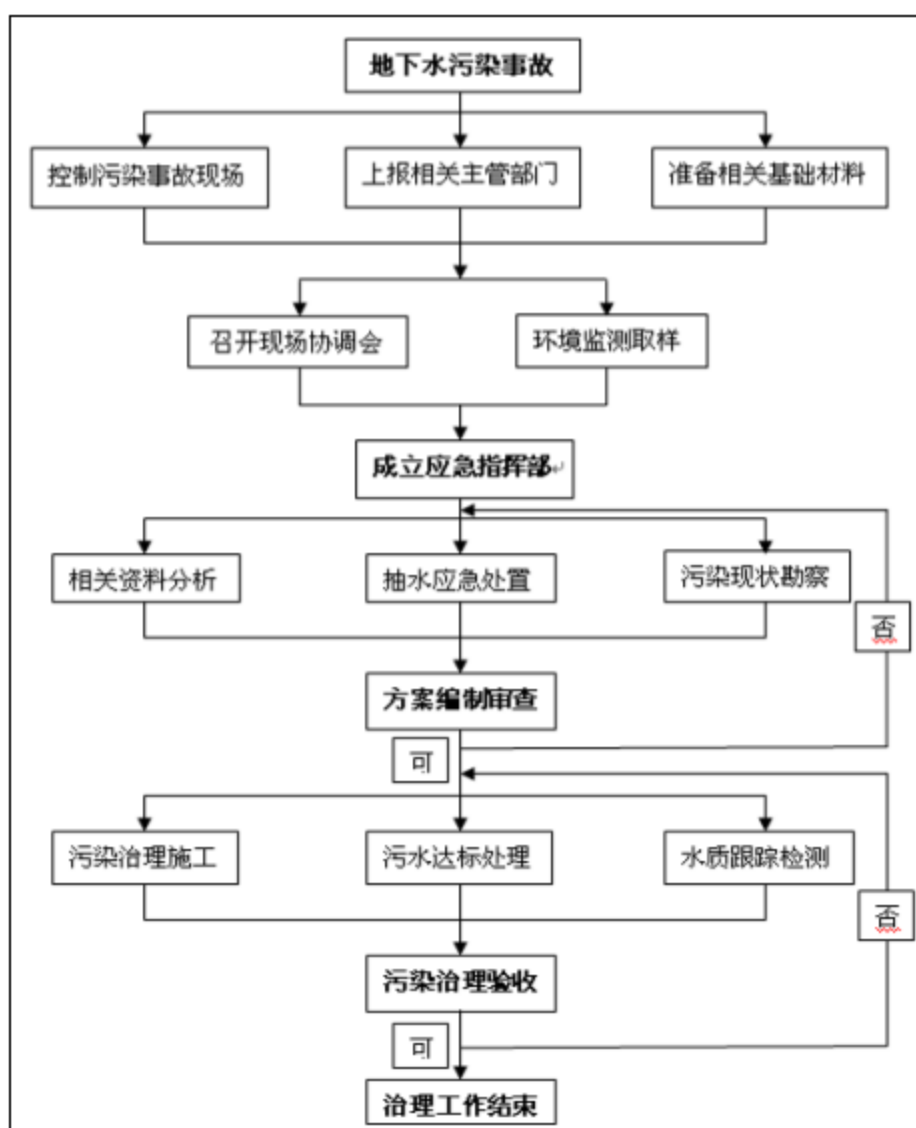 地下水污染事故
控制污染事故现场
上报相关主管部门
准备相关基础材料
召开现场协调会
环境监测取样
成立应急指挥部
相关资料分析
抽水应急处置
污染现状勘察
否
方案编制审查
可
污染治理施工
污水达标处理
水质跟踪检测
否
污染治理验收
可
治理工作结束